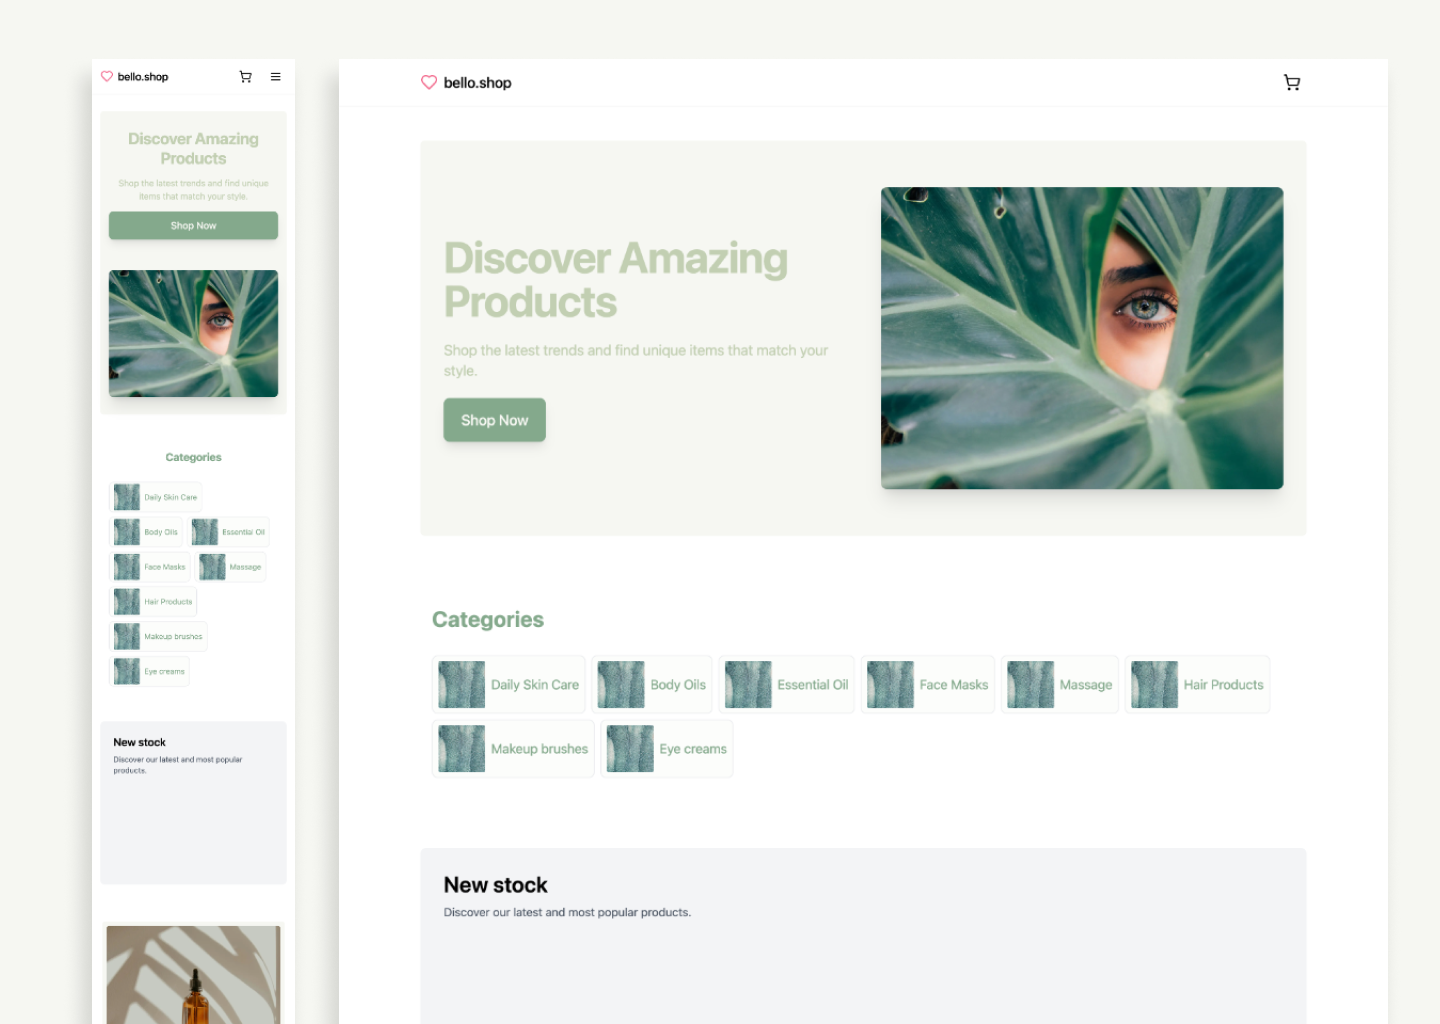 bello.shop
Discover Amazing
Products
Shop the latest trends and find unique
items that match your style.
Shop Now
Categories
Daily Skin Care
Body Oils
Essential Oil
Face Masks
Massage
Hair Products
Makeup brushes
Eye creams
New stock
Discover our latest and most popular
products.
bello.shop
Discover Amazing
Products
Shop the latest trends and find unique items that match your
style.
Shop Now
Categories
Daily Skin Care
Body Oils
Essential Oil
Face Masks
Massage
Hair Products
Makeup brushes
Eye creams
New stock
Discover our latest and most popular products.